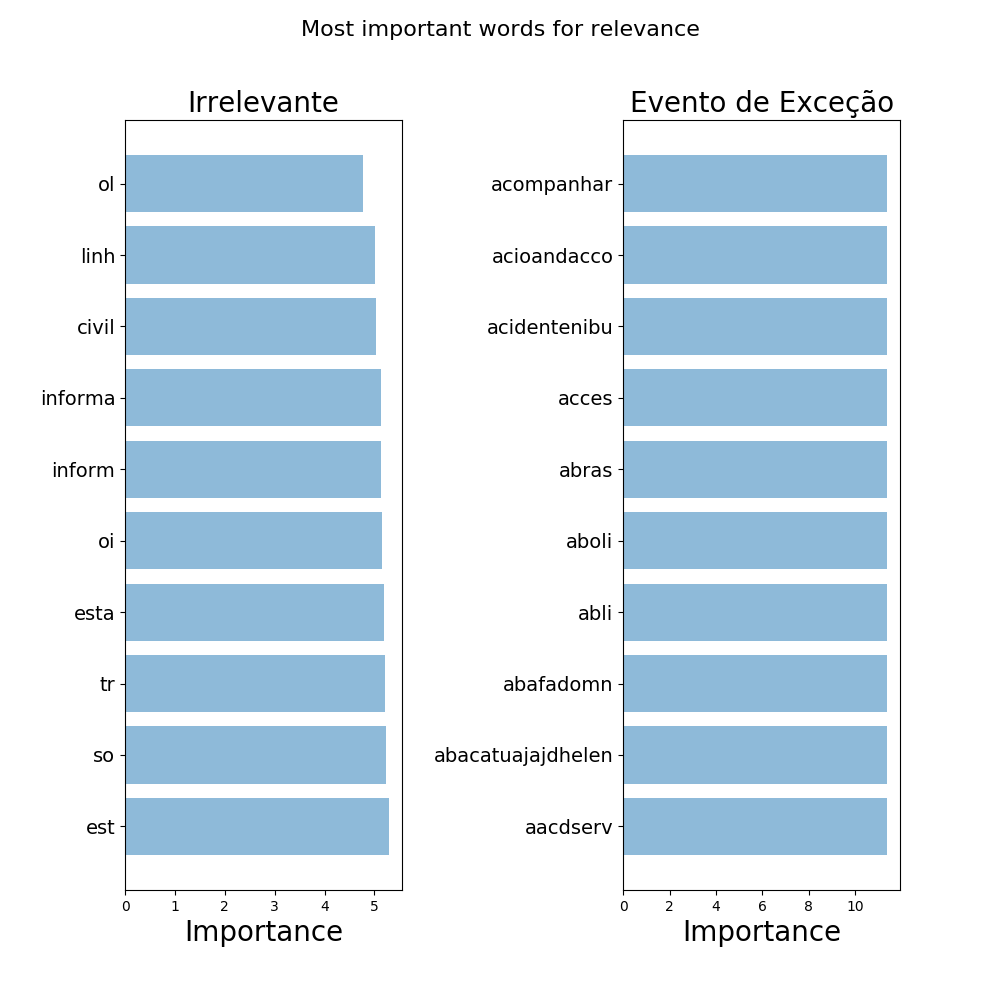 Most important words for relevance
Irrelevante
ol
linh
civil
informa
inform
oi
esta
tr
so
est
0 1 2 3 4 5
Importance
Evento de Exceção
acompanhar
acioandacco
acidentenibu
acces
abras
aboli
abli
abafadomn
abacatuajajdhelen
aacdserv
0 2 4 6 8 10
Importance